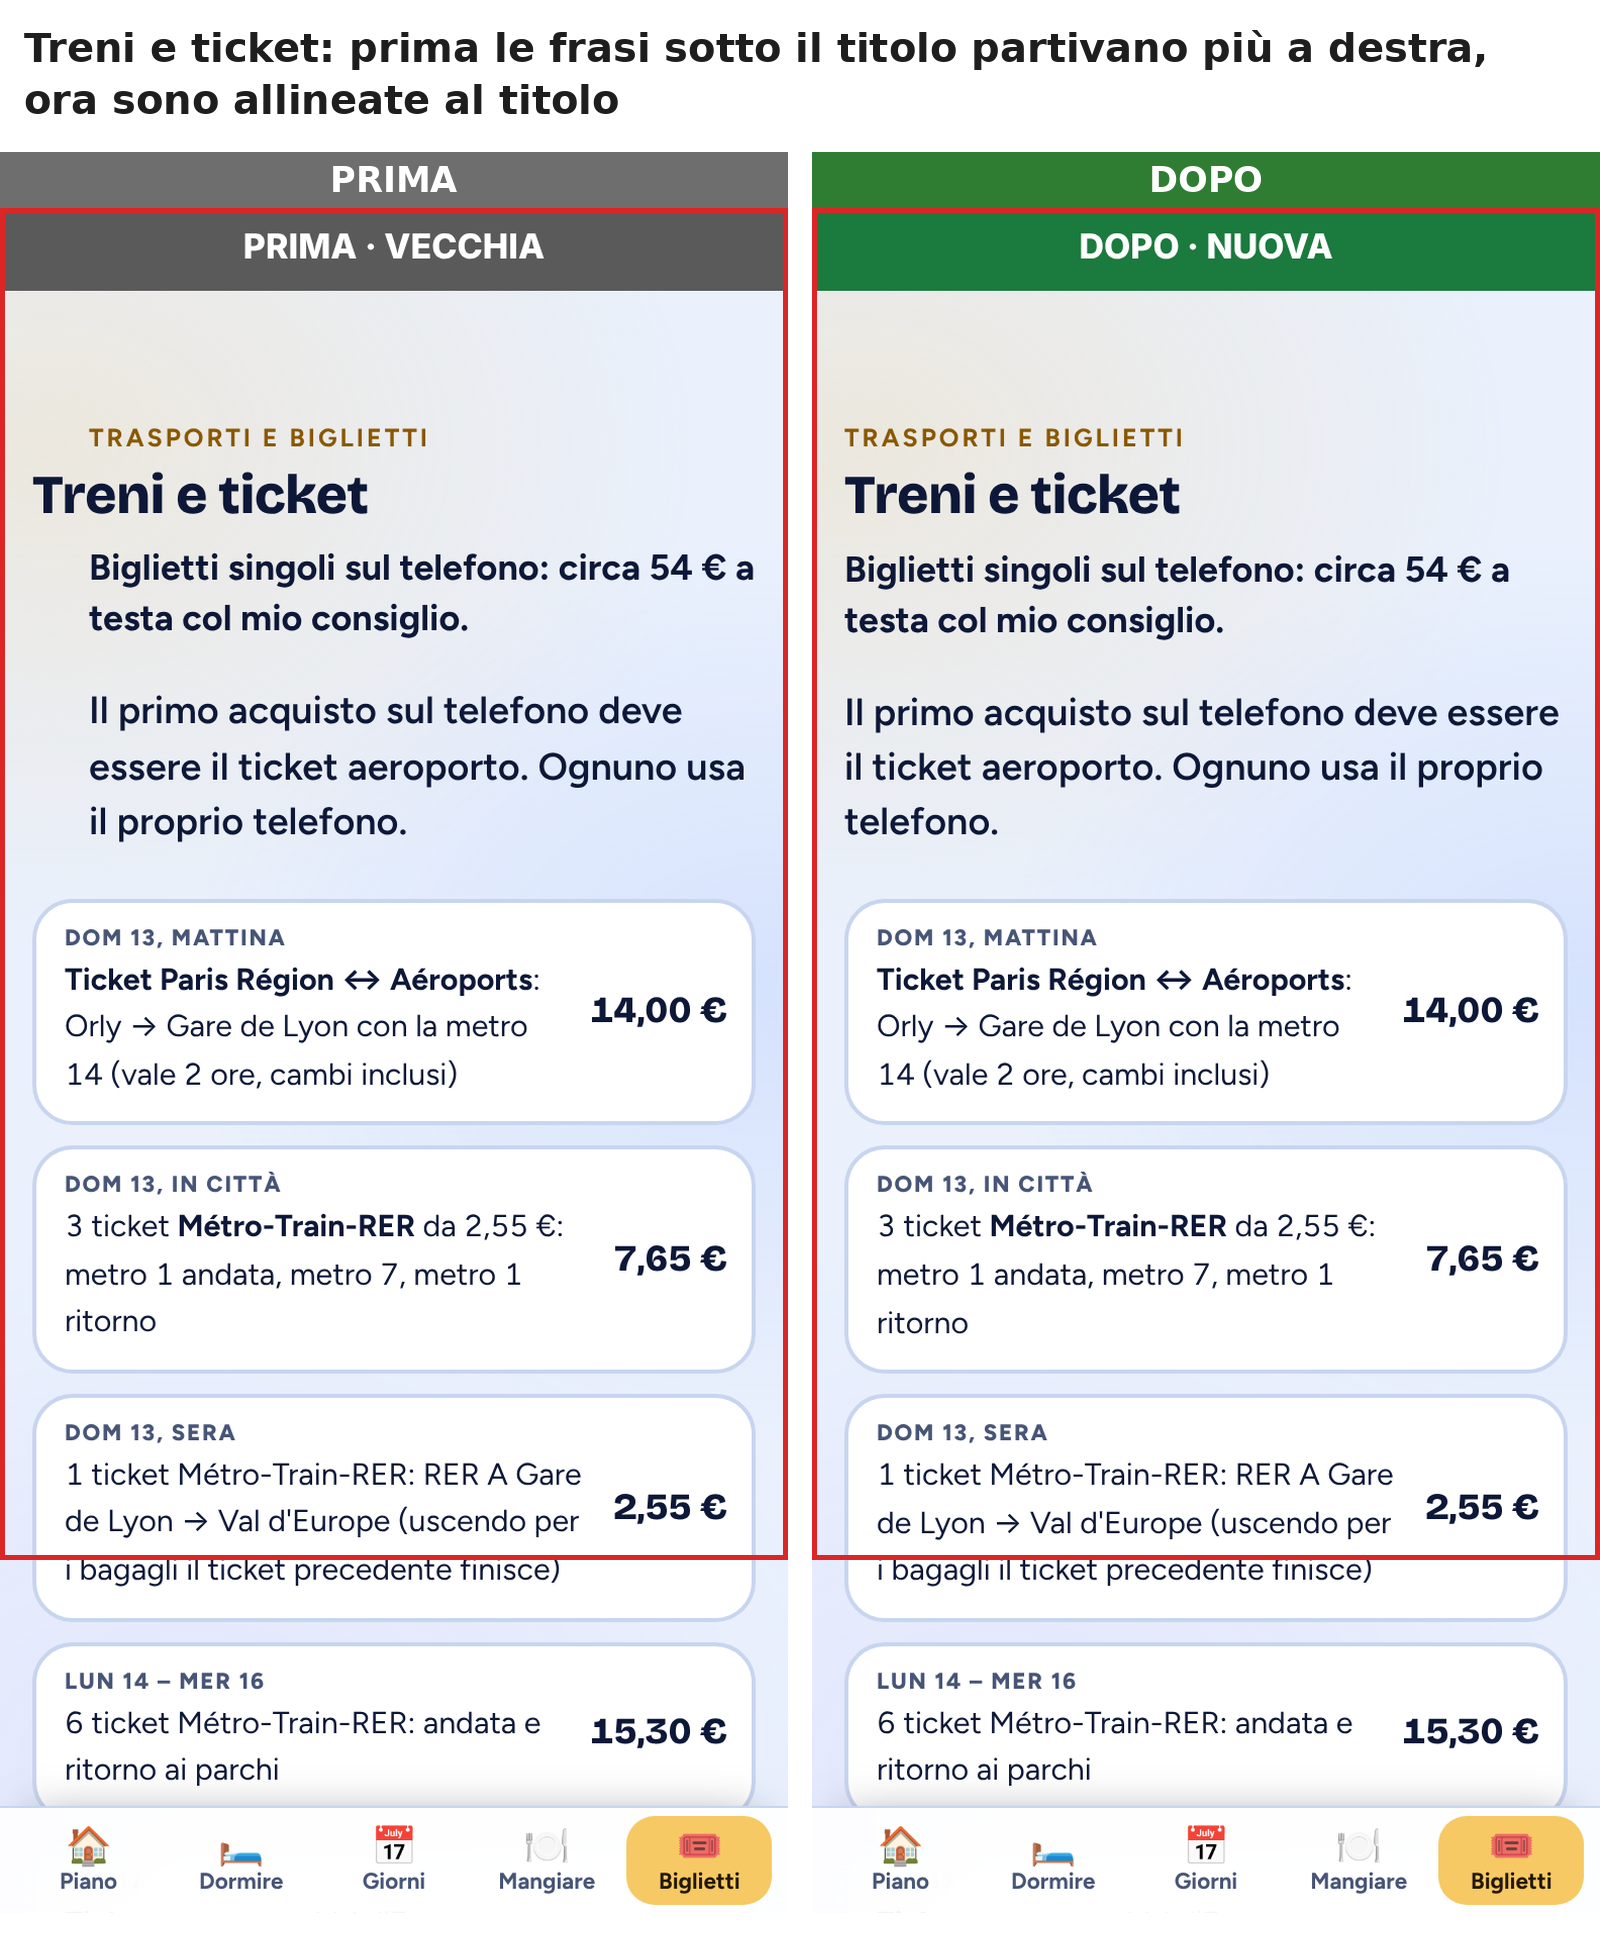 Treni e ticket: prima le frasi sotto il titolo partivano più a destra,
ora sono allineate al titolo
PRIMA
PRIMA · VECCHIA
TRASPORTI E BIGLIETTI
Treni e ticket
Biglietti singoli sul telefono: circa 54 € a
testa col mio consiglio.
Il primo acquisto sul telefono deve
essere il ticket aeroporto. Ognuno usa
il proprio telefono.
DOM 13, MATTINA
Ticket Paris Région ↔ Aéroports:
Orly → Gare de Lyon con la metro
14 (vale 2 ore, cambi inclusi)
14,00 €
DOM 13, IN CITTÀ
3 ticket Métro-Train-RER da 2,55 €:
metro 1 andata, metro 7, metro 1
ritorno
7,65 €
DOM 13, SERA
1 ticket Métro-Train-RER: RER A Gare
de Lyon → Val d'Europe (uscendo per
i bagagli il ticket precedente finisce)
2,55 €
LUN 14 – MER 16
6 ticket Métro-Train-RER: andata e
ritorno ai parchi
15,30 €
Piano
Dormire
July
17
Giorni
Mangiare
Biglietti
DOPO
DOPO · NUOVA
TRASPORTI E BIGLIETTI
Treni e ticket
Biglietti singoli sul telefono: circa 54 € a
testa col mio consiglio.
Il primo acquisto sul telefono deve essere
il ticket aeroporto. Ognuno usa il proprio
telefono.
DOM 13, MATTINA
Ticket Paris Région ↔ Aéroports:
Orly → Gare de Lyon con la metro
14 (vale 2 ore, cambi inclusi)
14,00 €
DOM 13, IN CITTÀ
3 ticket Métro-Train-RER da 2,55 €:
metro 1 andata, metro 7, metro 1
ritorno
7,65 €
DOM 13, SERA
1 ticket Métro-Train-RER: RER A Gare
de Lyon → Val d'Europe (uscendo per
i bagagli il ticket precedente finisce)
2,55 €
LUN 14 – MER 16
6 ticket Métro-Train-RER: andata e
ritorno ai parchi
15,30 €
Piano
Dormire
July
17
Giorni
Mangiare
Biglietti